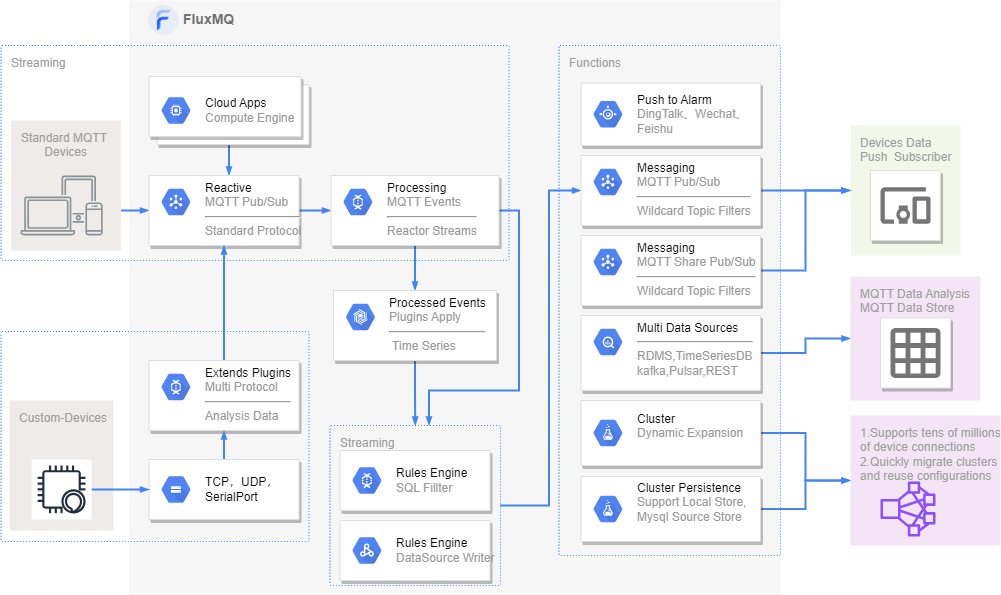 FluxMQ
Streaming
Standard MQTT
Devices
Cloud Apps
Compute Engine
Reactive
MQTT Pub/Sub
Standard Protocol
Processing
MQTT Events
Reactor Streams
Processed Events
Plugins Apply
Time Series
Extends Plugins
Multi Protocol
Analysis Data
Custom-Devices
TCP，UDP，
SerialPort
Streaming
Rules Engine
SQL Fillter
Rules Engine
DataSource Writer
Functions
Push to Alarm
DingTalk、Wechat、
Feishu
Messaging
MQTT Pub/Sub
Wildcard Topic Filters
Messaging
MQTT Share Pub/Sub
Wildcard Topic Filters
Multi Data Sources
RDMS,TimeSeriesDB
kafka,Pulsar,REST
Cluster
Dynamic Expansion
Cluster Persistence
Support Local Store,
Mysql Source Store
Devices Data
Push Subscriber
MQTT Data Analysis
MQTT Data Store
1.Supports tens of millions
of device connections
2.Quickly migrate clusters
and reuse configurations